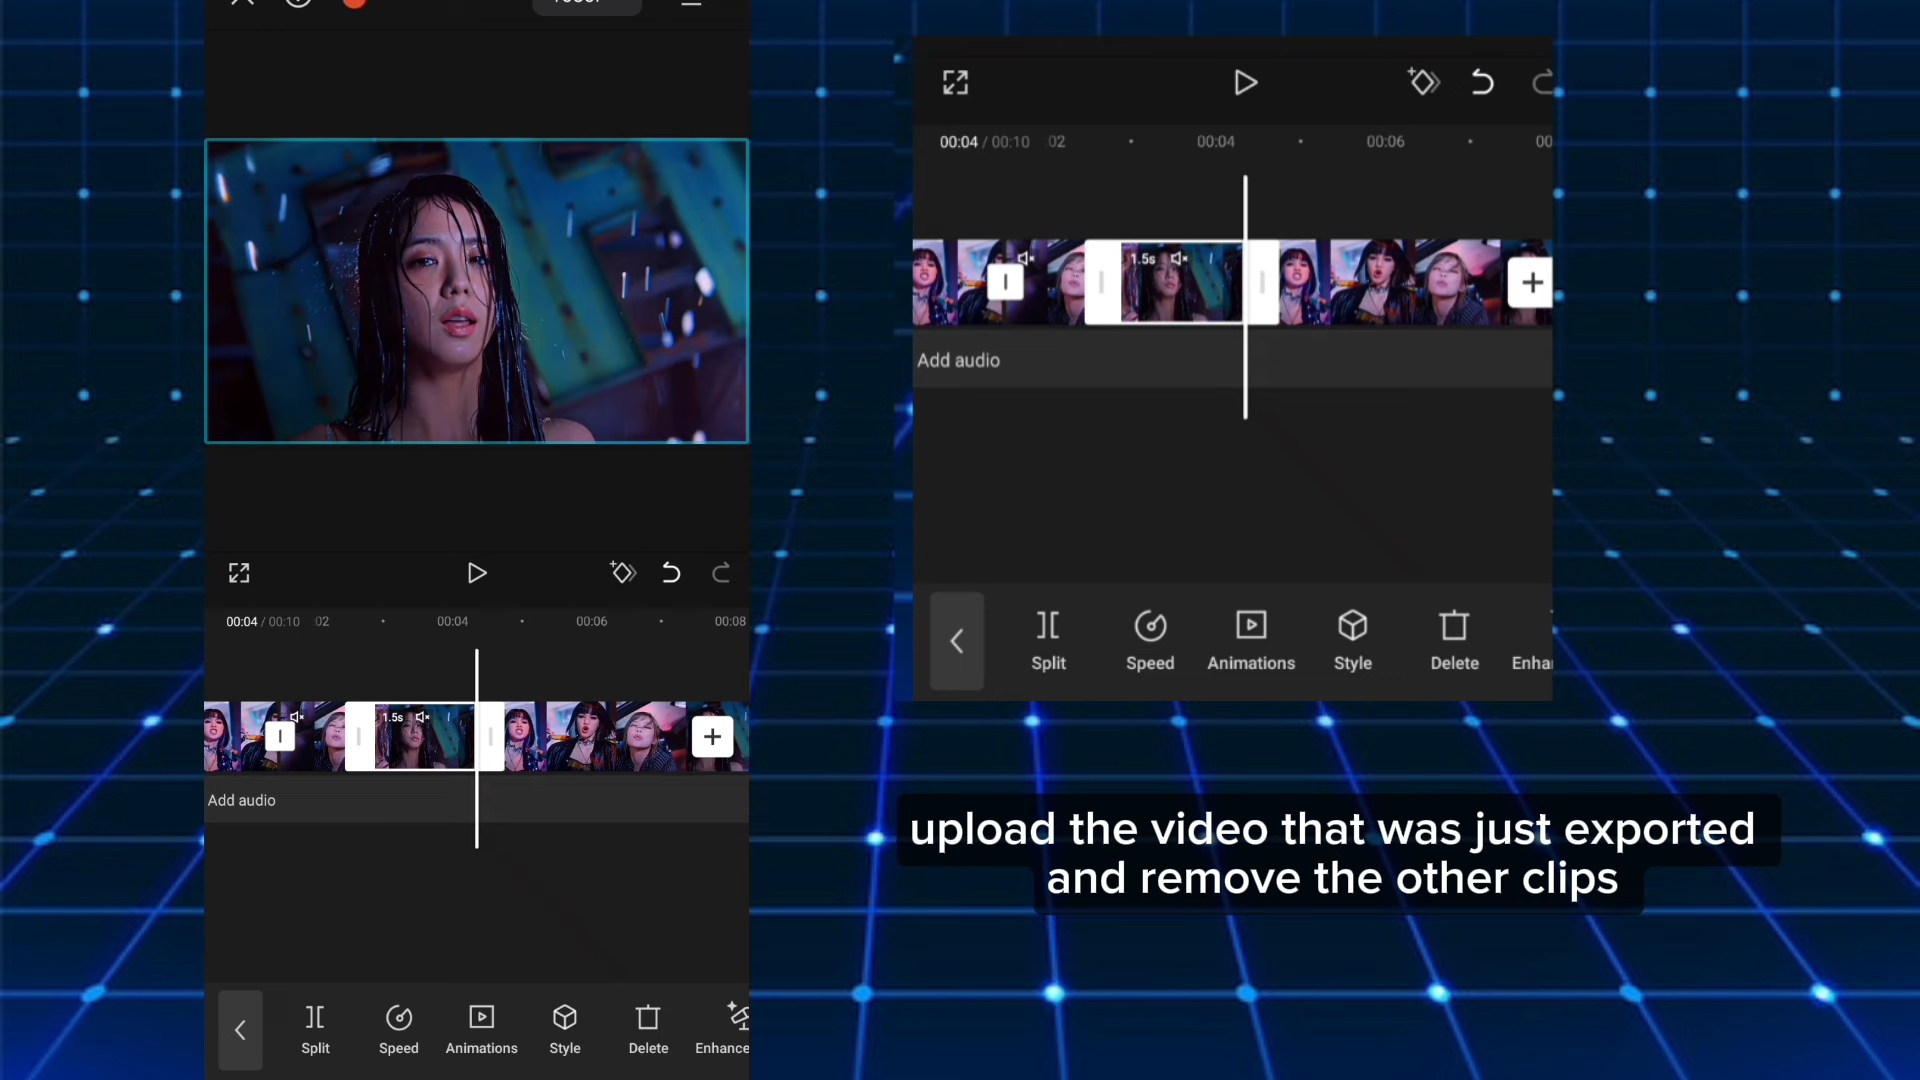 00:04 / 00:10
02
00:04
00:06
00:08
1.5s
Add audio
Split
Speed
Animations
Style
Delete
Enhance
00:04 / 00:10
02
00:04
00:06
00
1.5s
Add audio
Split
Speed
Animations
Style
Delete
Enha
upload the video that was just exported
and remove the other clips